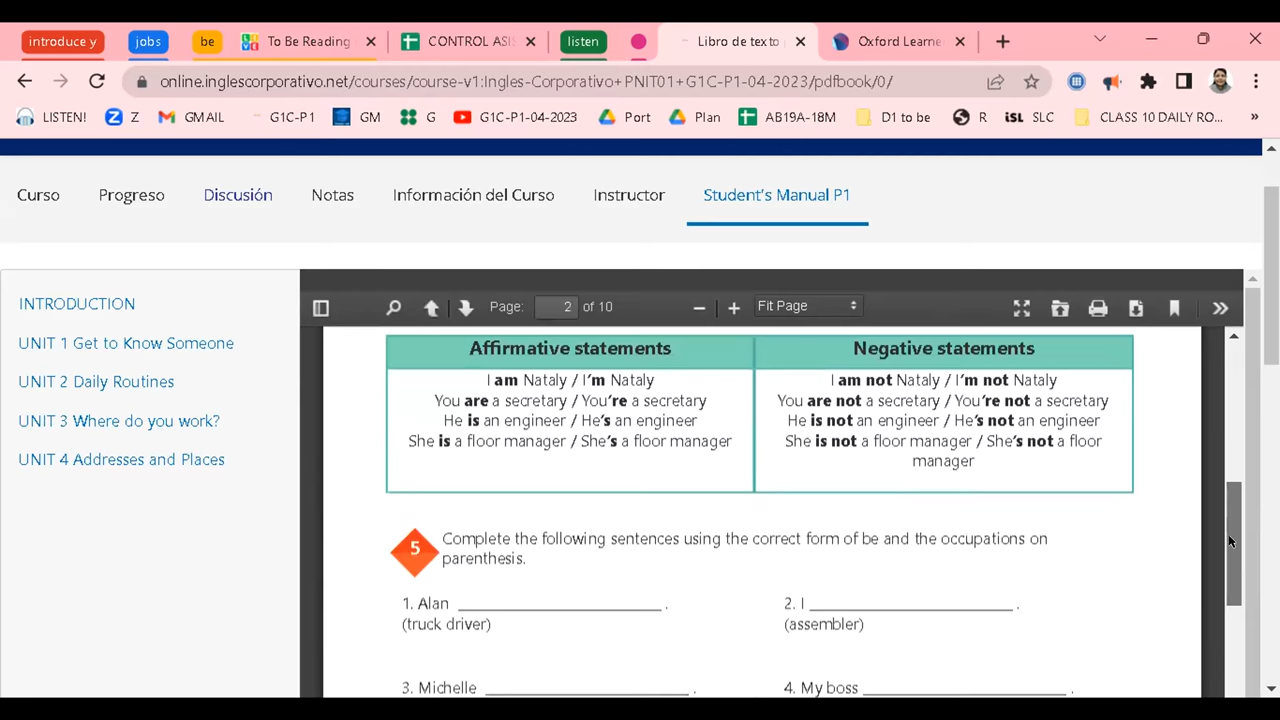 introduce y jobs be To Be Reading CONTROL ASI listen Libro de texto Oxford Learne
online.inglescorporativo.net/courses/course-v1:Ingles-Corporativo+PNIT01+G1C-P1-04-2023/pdfbook/0/
LISTEN! Z GMAIL G1C-P1 GM G G1C-P1-04-2023 Port Plan AB19A-18M D1 to be R iSL SLC CLASS 10 DAILY RO...
Curso Progreso Discusión Notas Información del Curso Instructor Student's Manual P1
INTRODUCTION
UNIT 1 Get to Know Someone
UNIT 2 Daily Routines
UNIT 3 Where do you work?
UNIT 4 Addresses and Places
Page: 2 of 10 Fit Page
Affirmative statements
I am Nataly / I'm Nataly
You are a secretary / You're a secretary
He is an engineer / He's an engineer
She is a floor manager / She's a floor manager
Negative statements
I am not Nataly / I'm not Nataly
You are not a secretary / You're not a secretary
He is not an engineer / He's not an engineer
She is not a floor manager / She's not a floor
manager
5 Complete the following sentences using the correct form of be and the occupations on
parenthesis.
1. Alan ____________________ .
(truck driver)
2. I ____________________ .
(assembler)
3. Michelle ____________________ .
4. My boss ____________________ .